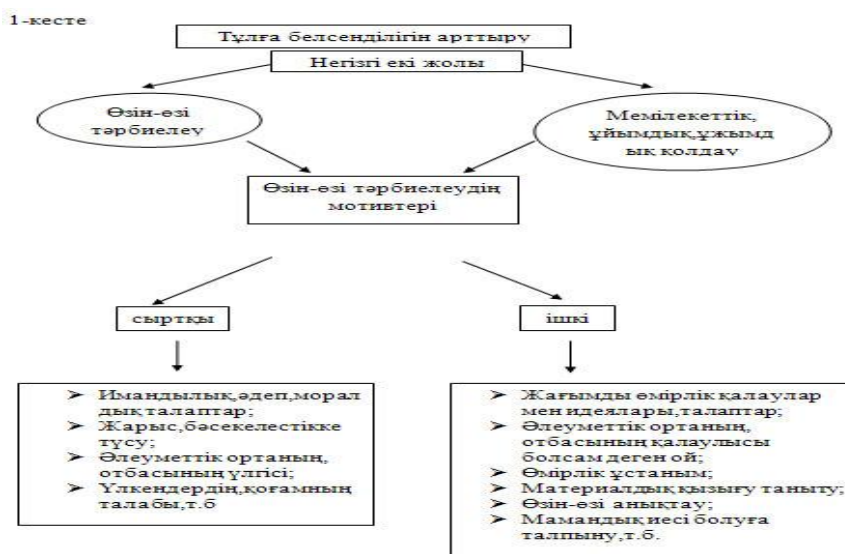 1-кесте
Тұлға белсенділігін арттыру
Негізгі екі жолы
Өзін-өзі
тәрбиелеу
Мемілекеттік,
ұйымдық,ұжымд
ық қолдау
Өзін-өзі тәрбиелеудің
мотивтері
сыртқы
ішкі
➤ Имандылық,әдеп,морал
дық талаптар;
➤ Жарыс,бәсекелестікке
түсу;
➤ Әлеуметтік ортаның,
отбасының үлгісі;
➤ Үлкендердің,қоғамның
талабы,т.б
➤ Жағымды өмірлік қалаулар
мен идеялары,талаптар;
➤ Әлеуметтік ортаның,
отбасының қалаулысы
болсам деген ой;
➤ Өмірлік ұстаным;
➤ Материалдық қызығу таныту;
➤ Өзін-өзі анықтау;
➤ Мамандық иесі болуға
талпыну,т.б.